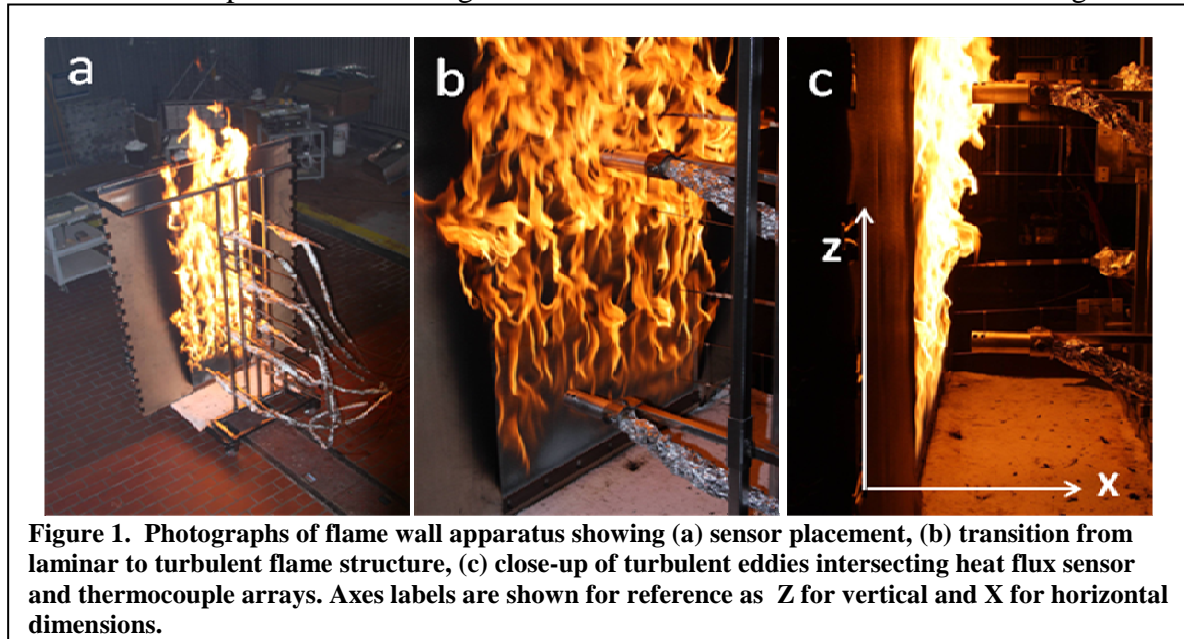 a
b
c
Z
X
Figure 1. Photographs of flame wall apparatus showing (a) sensor placement, (b) transition from
laminar to turbulent flame structure, (c) close-up of turbulent eddies intersecting heat flux sensor
and thermocouple arrays. Axes labels are shown for reference as Z for vertical and X for horizontal
dimensions.